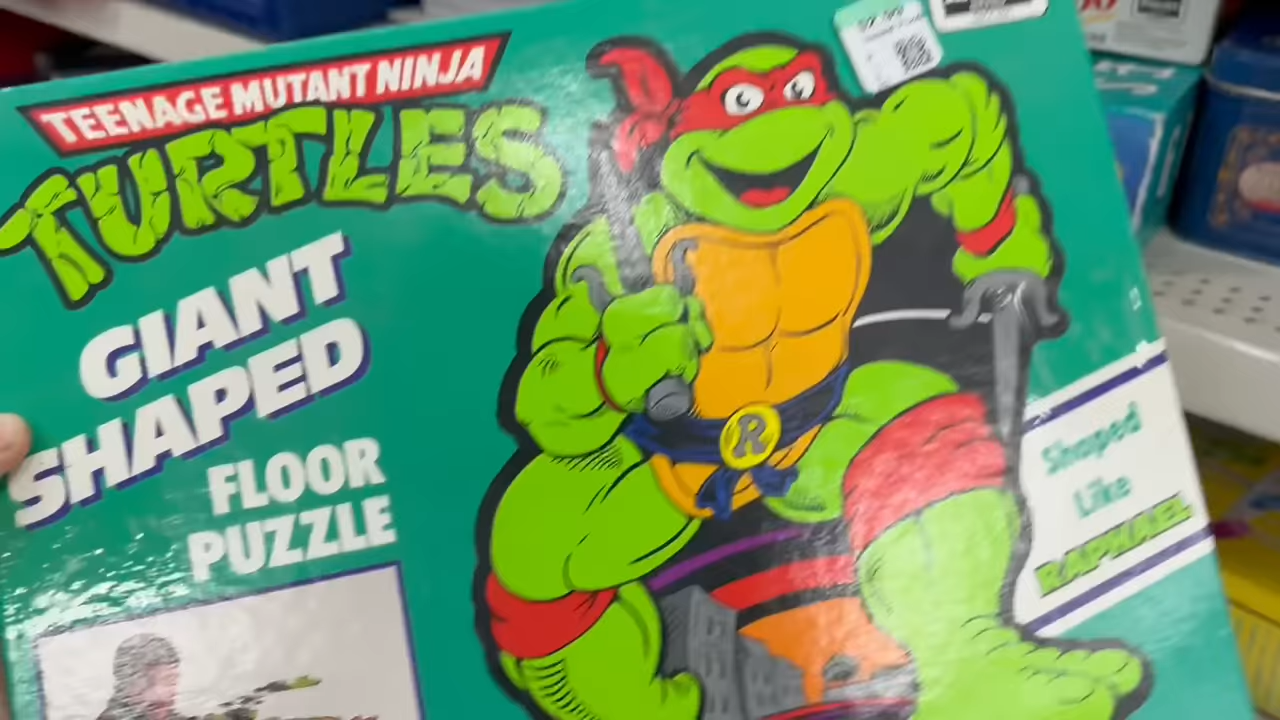 TEENAGE MUTANT NINJA
TURTLES
GIANT
SHAPED
FLOOR
PUZZLE
R
Shaped
Like
RAPHAEL